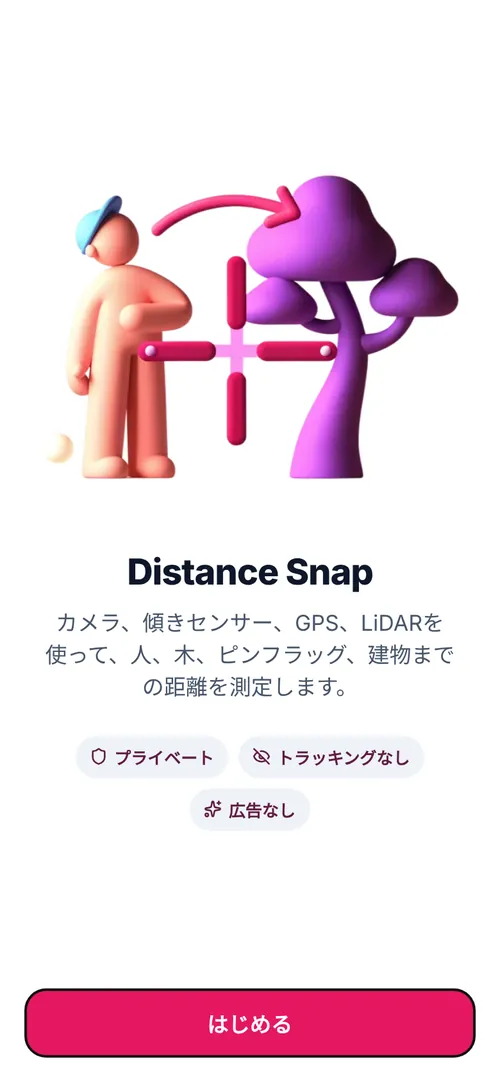 Distance Snap
カメラ、傾きセンサー、GPS、LiDARを
使って、人、木、ピンフラッグ、建物まで
の距離を測定します。
プライベート
トラッキングなし
広告なし
はじめる